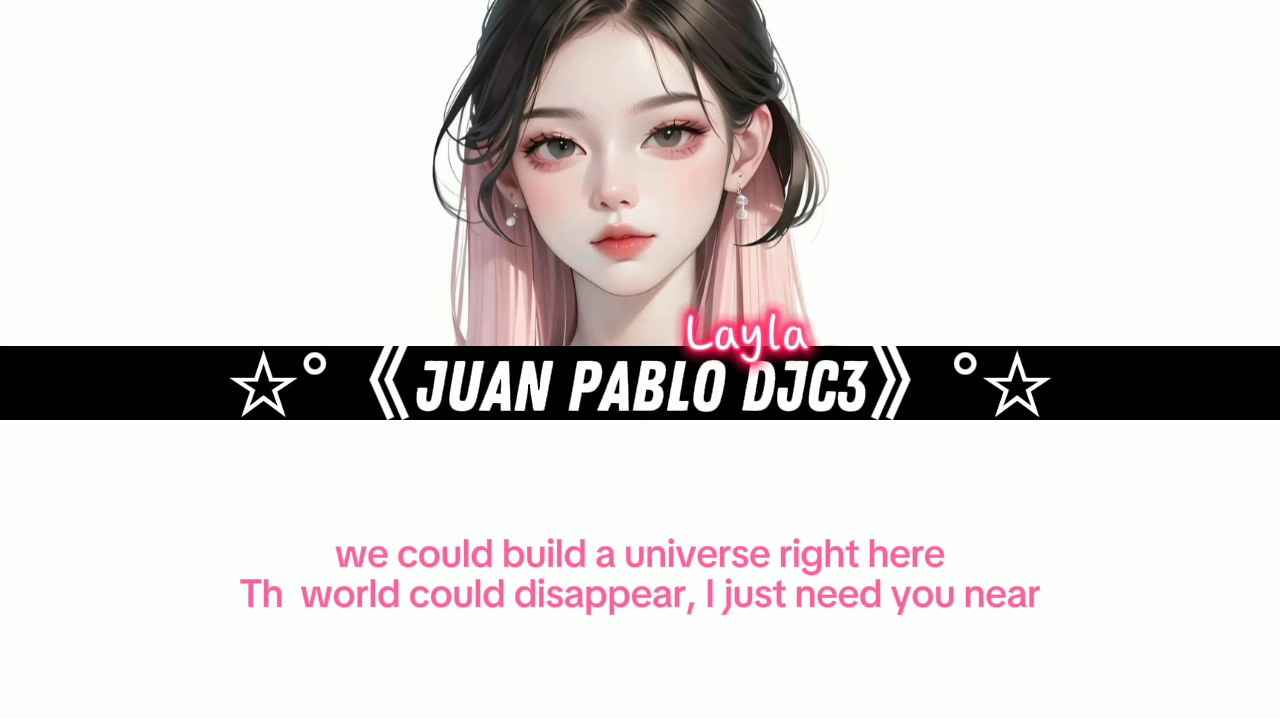 Layla
☆° 《JUAN PABLO DJC3》 °☆
we could build a universe right here
Th world could disappear, I just need you near